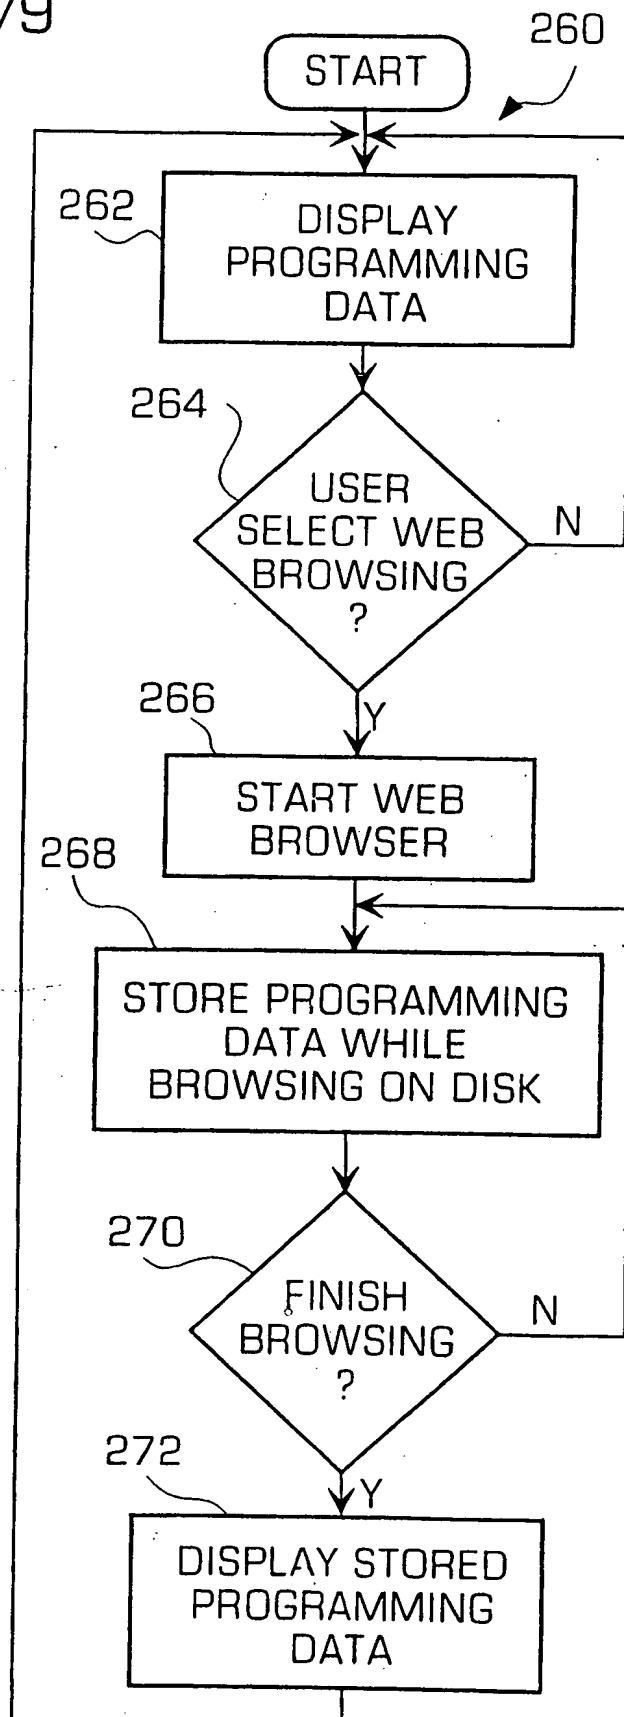 /9
260
START
262
DISPLAY
PROGRAMMING
DATA
264
USER
SELECT WEB
BROWSING
?
N
Y
266
START WEB
BROWSER
268
STORE PROGRAMMING
DATA WHILE
BROWSING ON DISK
270
FINISH
BROWSING
?
N
Y
272
DISPLAY STORED
PROGRAMMING
DATA